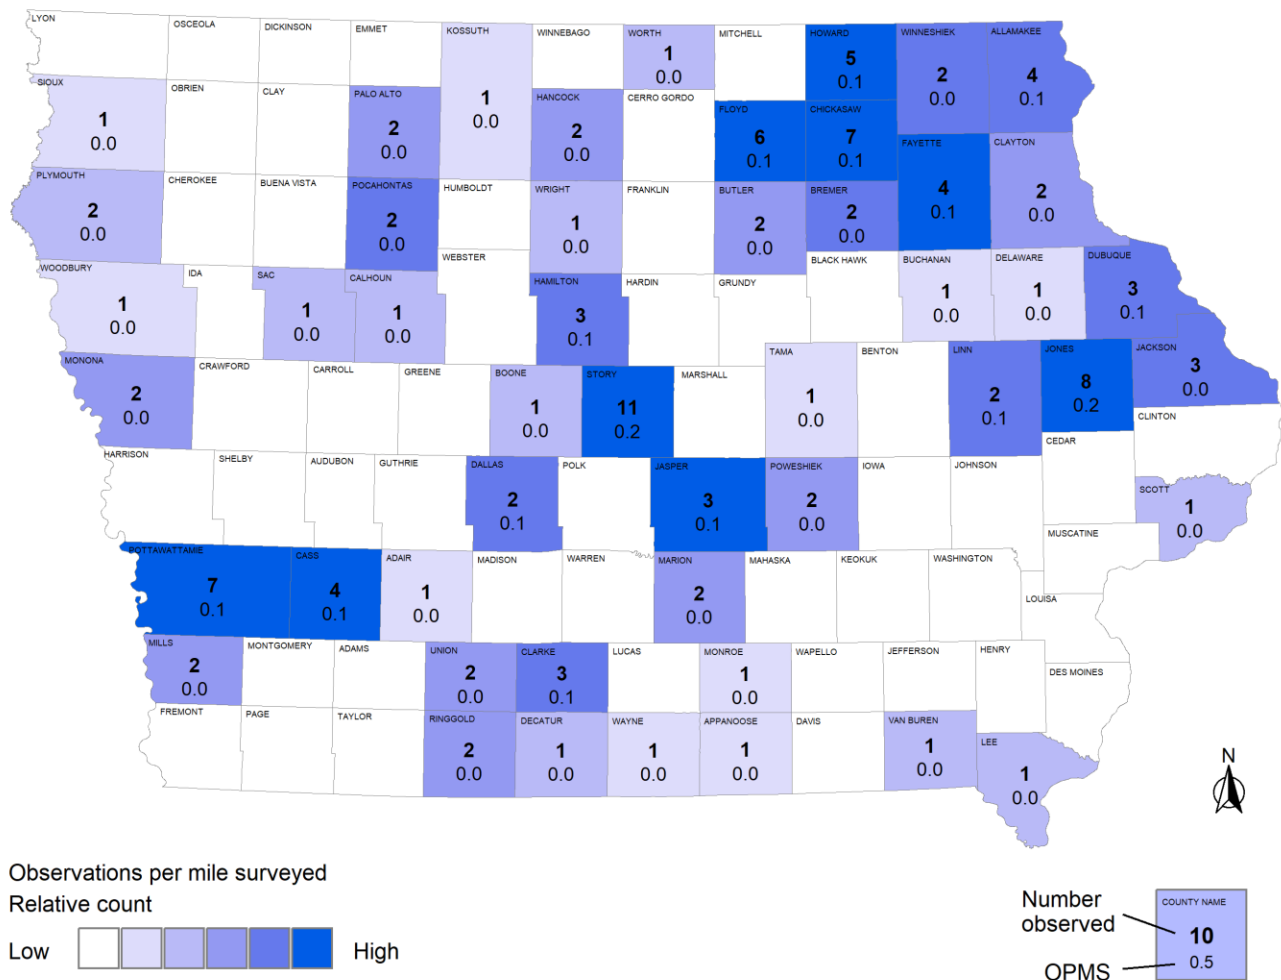 LYON
OSCEOLA
DICKINSON
EMMET
KOSSUTH
1
0.0
WINNEBAGO
WORTH
1
0.0
MITCHELL
HOWARD
5
0.1
WINNESHIEK
2
0.0
ALLAMAKEE
4
0.1
SIOUX
1
0.0
OBRIEN
CLAY
PALO ALTO
2
0.0
HANCOCK
2
0.0
CERRO GORDO
FLOYD
6
0.1
CHICKASAW
7
0.1
FAYETTE
4
0.1
CLAYTON
2
0.0
PLYMOUTH
2
0.0
CHEROKEE
BUENA VISTA
POCAHONTAS
2
0.0
HUMBOLDT
WRIGHT
1
0.0
FRANKLIN
BUTLER
2
0.0
BREMER
2
0.0
WOODBURY
1
0.0
IDA
SAC
1
0.0
CALHOUN
1
0.0
WEBSTER
HAMILTON
3
0.1
HARDIN
GRUNDY
BLACK HAWK
BUCHANAN
1
0.0
DELAWARE
1
0.0
DUBUQUE
3
0.1
MONONA
2
0.0
CRAWFORD
CARROLL
GREENE
BOONE
1
0.0
STORY
11
0.2
MARSHALL
TAMA
1
0.0
BENTON
LINN
2
0.1
JONES
8
0.2
JACKSON
3
0.0
CLINTON
CEDAR
HARRISON
SHELBY
AUDUBON
GUTHRIE
DALLAS
2
0.1
POLK
JASPER
3
0.1
POWESHIEK
2
0.0
IOWA
JOHNSON
SCOTT
1
0.0
MUSCATINE
POTTAWATTAMIE
7
0.1
CASS
4
0.1
ADAIR
1
0.0
MADISON
WARREN
MARION
2
0.0
MAHASKA
KEOKUK
WASHINGTON
LOUISA
MILLS
2
0.0
MONTGOMERY
ADAMS
UNION
2
0.0
CLARKE
3
0.1
LUCAS
MONROE
1
0.0
WAPELLO
JEFFERSON
HENRY
DES MOINES
FREMONT
PAGE
TAYLOR
RINGGOLD
2
0.0
DECATUR
1
0.0
WAYNE
1
0.0
APPANOOSE
1
0.0
DAVIS
VAN BUREN
1
0.0
LEE
1
0.0
N
Observations per mile surveyed
Relative count
Low
High
Number
observed
OPMS
COUNTY NAME
10
0.5